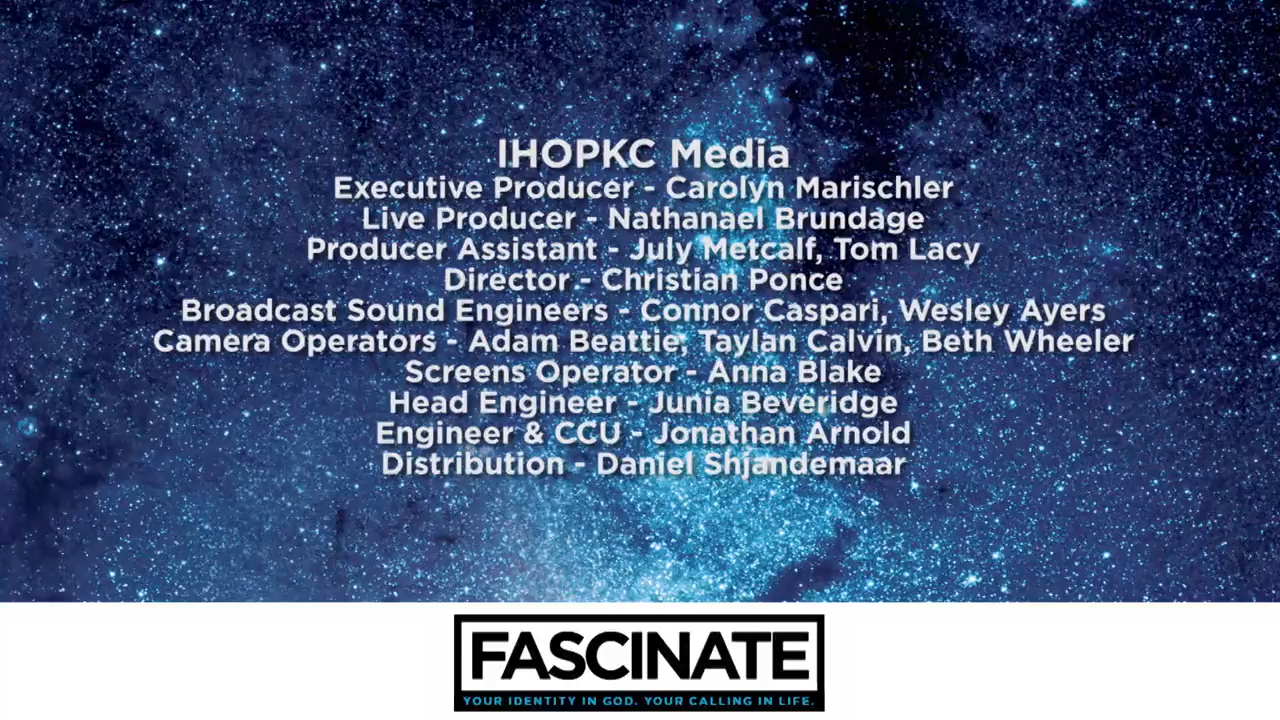 IHOPKC Media
Executive Producer - Carolyn Marischler
Live Producer - Nathanael Brundage
Producer Assistant - July Metcalf, Tom Lacy
Director - Christian Ponce
Broadcast Sound Engineers - Connor Caspari, Wesley Ayers
Camera Operators - Adam Beattie, Taylan Calvin, Beth Wheeler
Screens Operator - Anna Blake
Head Engineer - Junia Beveridge
Engineer & CCU - Jonathan Arnold
Distribution - Daniel Shjandemaar
FASCINATE
YOUR IDENTITY IN GOD. YOUR CALLING IN LIFE.